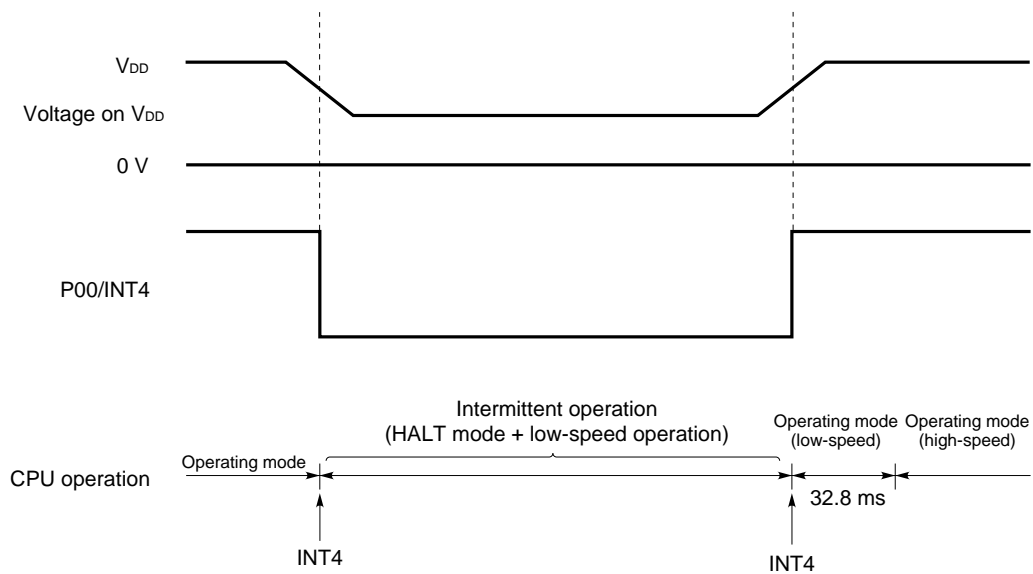 VDD
Voltage on VDD
0 V
P00/INT4
Intermittent operation
(HALT mode + low-speed operation)
Operating mode
(low-speed)
Operating mode
(high-speed)
Operating mode
CPU operation
32.8 ms
INT4
INT4